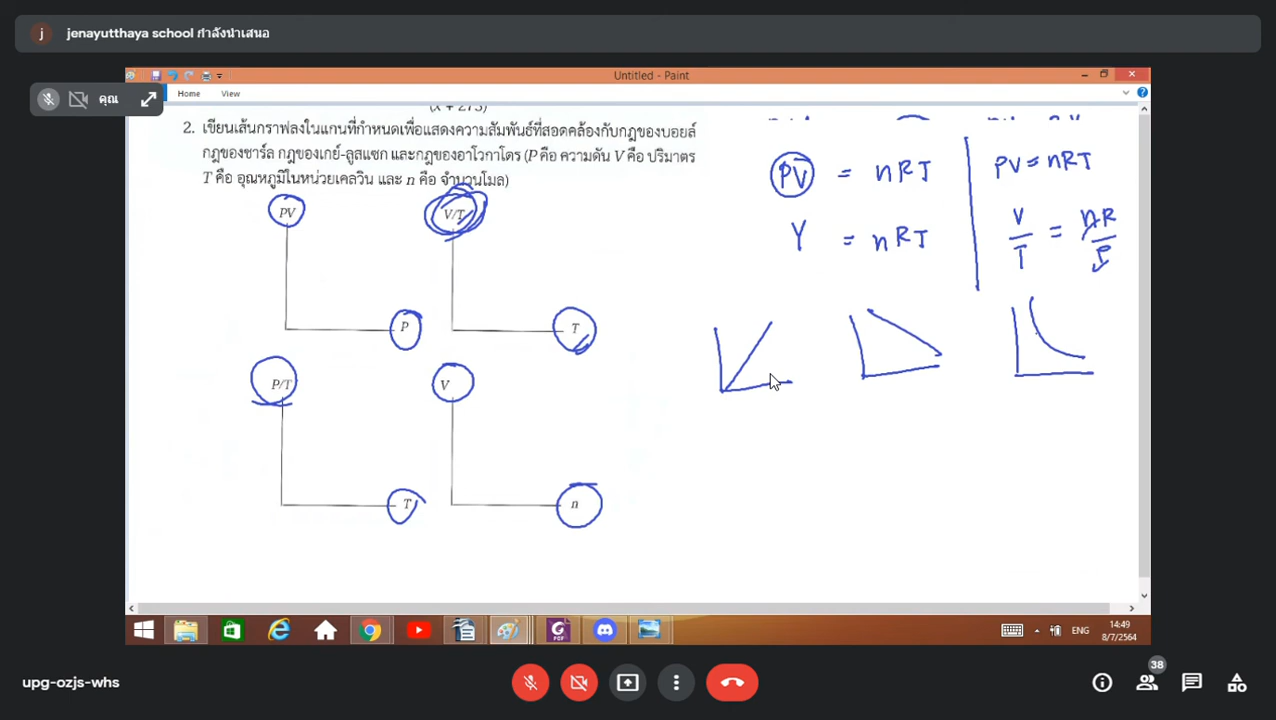 j jenayutthaya school กำลังนำเสนอ
Untitled - Paint
คุณ
Home View
(x + 273)
2. เขียนเส้นกราฟลงในแกนที่กำหนดเพื่อแสดงความสัมพันธ์ที่สอดคล้องกับกฎของบอยล์
กฎของชาร์ล กฎของเกย์-ลูสแซก และกฎของอาโวกาโดร (P คือ ความดัน V คือ ปริมาตร
T คือ อุณหภูมิในหน่วยเคลวิน และ n คือ จำนวนโมล)
PV
P
V/T
T
P/T
T
V
n
PV = nRT
Y = nRT
PV = nRT
V/T = nR/P
ENG
14:49
8/7/2564
upg-ozjs-whs
38